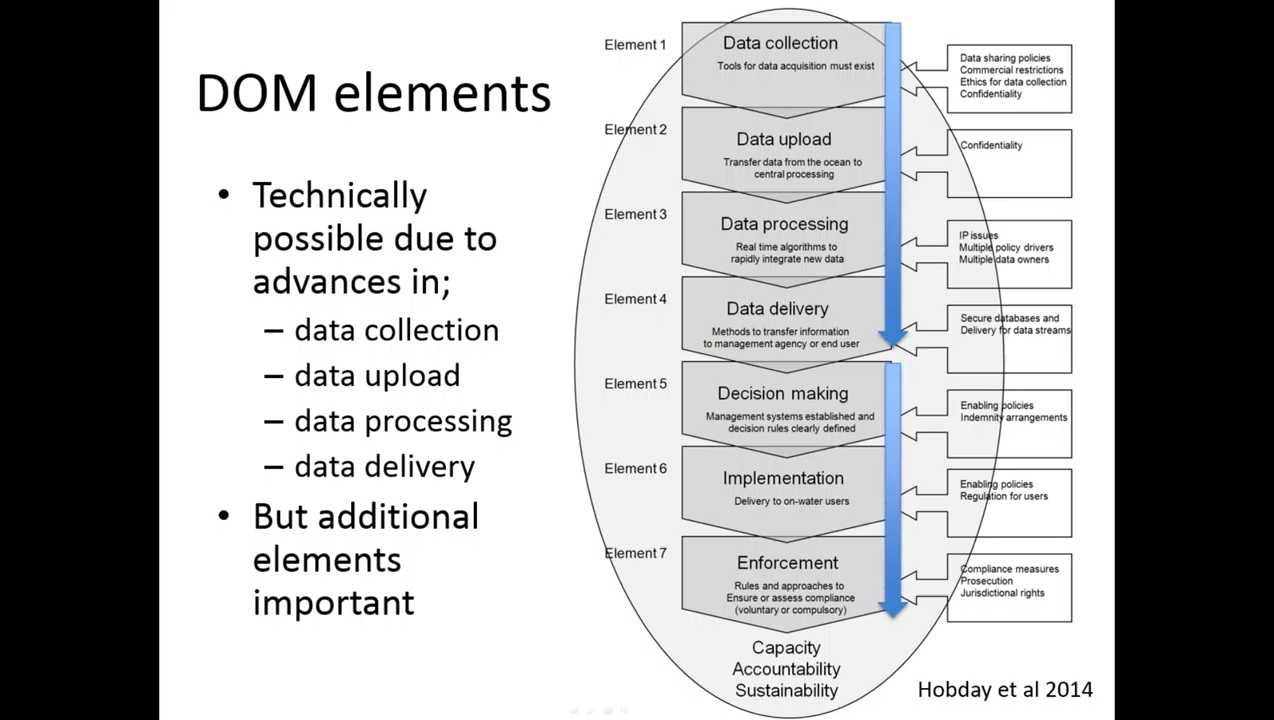 DOM elements
• Technically
possible due to
advances in;
– data collection
– data upload
– data processing
– data delivery
• But additional
elements
important
Element 1
Data collection
Tools for data acquisition must exist
Data sharing policies
Commercial restrictions
Ethics for data collection
Confidentiality
Element 2
Data upload
Transfer data from the ocean to
central processing
Confidentiality
Element 3
Data processing
Real time algorithms to
rapidly integrate new data
IP issues
Multiple policy drivers
Multiple data owners
Element 4
Data delivery
Methods to transfer information
to management agency or end user
Secure databases and
Delivery for data streams
Element 5
Decision making
Management systems established and
decision rules clearly defined
Enabling policies
Indemnity arrangements
Element 6
Implementation
Delivery to on-water users
Enabling policies
Regulation for users
Element 7
Enforcement
Rules and approaches to
Ensure or assess compliance
(voluntary or compulsory)
Compliance measures
Prosecution
Jurisdictional rights
Capacity
Accountability
Sustainability
Hobday et al 2014